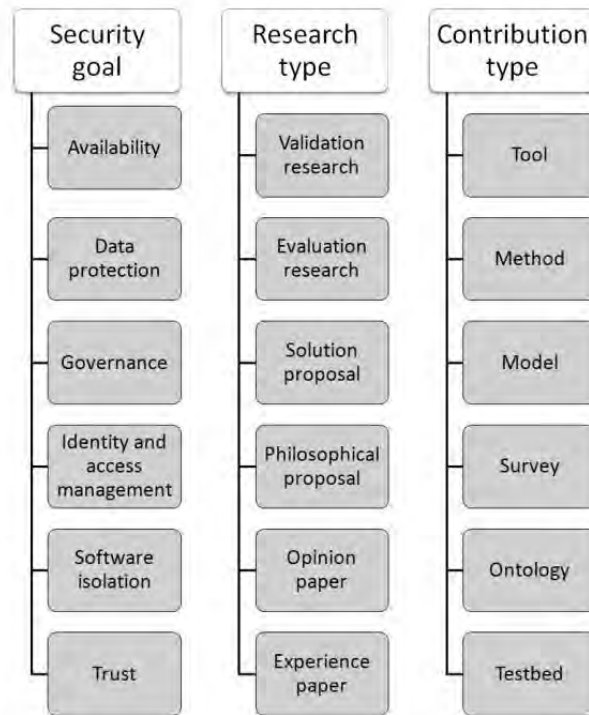 Security
goal
Availability
Data
protection
Governance
Identity and
access
management
Software
isolation
Trust
Research
type
Validation
research
Evaluation
research
Solution
proposal
Philosophical
proposal
Opinion
paper
Experience
paper
Contribution
type
Tool
Method
Model
Survey
Ontology
Testbed